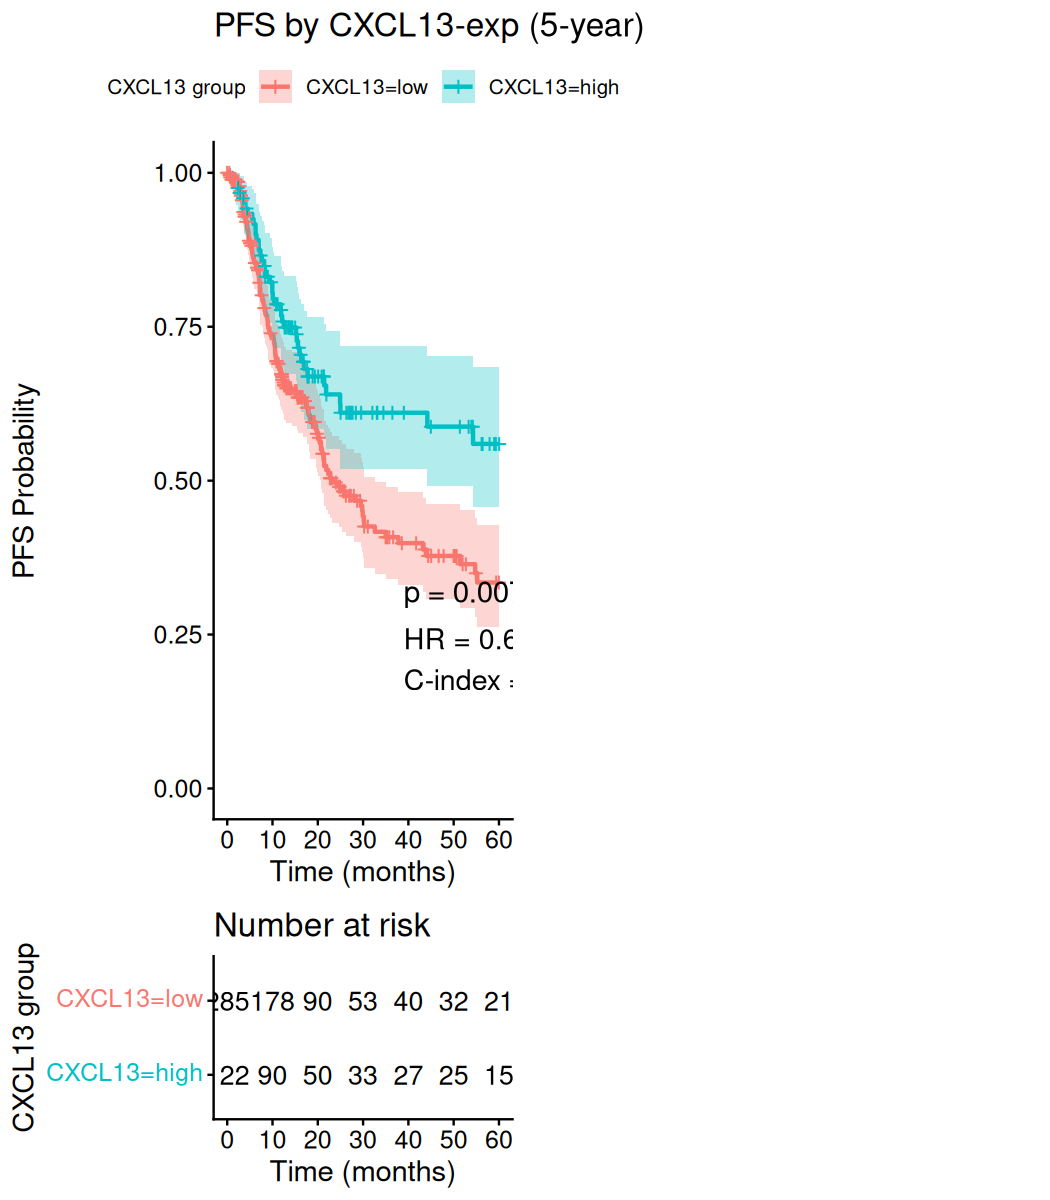 PFS by CXCL13-exp (5-year)
CXCL13 group CXCL13=low CXCL13=high
PFS Probability
1.00
0.75
0.50
0.25
0.00
p = 0.00
HR = 0.6
C-index =
0 10 20 30 40 50 60
Time (months)
Number at risk
CXCL13 group
CXCL13=low 285 178 90 53 40 32 21
CXCL13=high 22 90 50 33 27 25 15
0 10 20 30 40 50 60
Time (months)